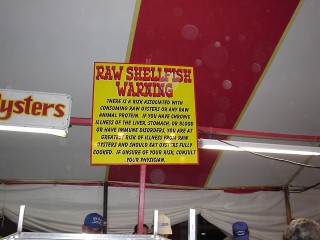 RAW SHELLFISH
WARNING
THERE IS A RISK ASSOCIATED WITH
CONSUMING RAW OYSTERS OR ANY RAW
ANIMAL PROTEIN. IF YOU HAVE CHRONIC
ILLNESS OF THE LIVER, STOMACH, OR BLOOD
OR HAVE IMMUNE DISORDERS, YOU ARE AT
GREATEST RISK OF ILLNESS FROM RAW
OYSTERS AND SHOULD EAT OYSTERS FULLY
COOKED. IF UNSURE OF YOUR RISK, CONSULT
YOUR PHYSICIAN.
Oysters